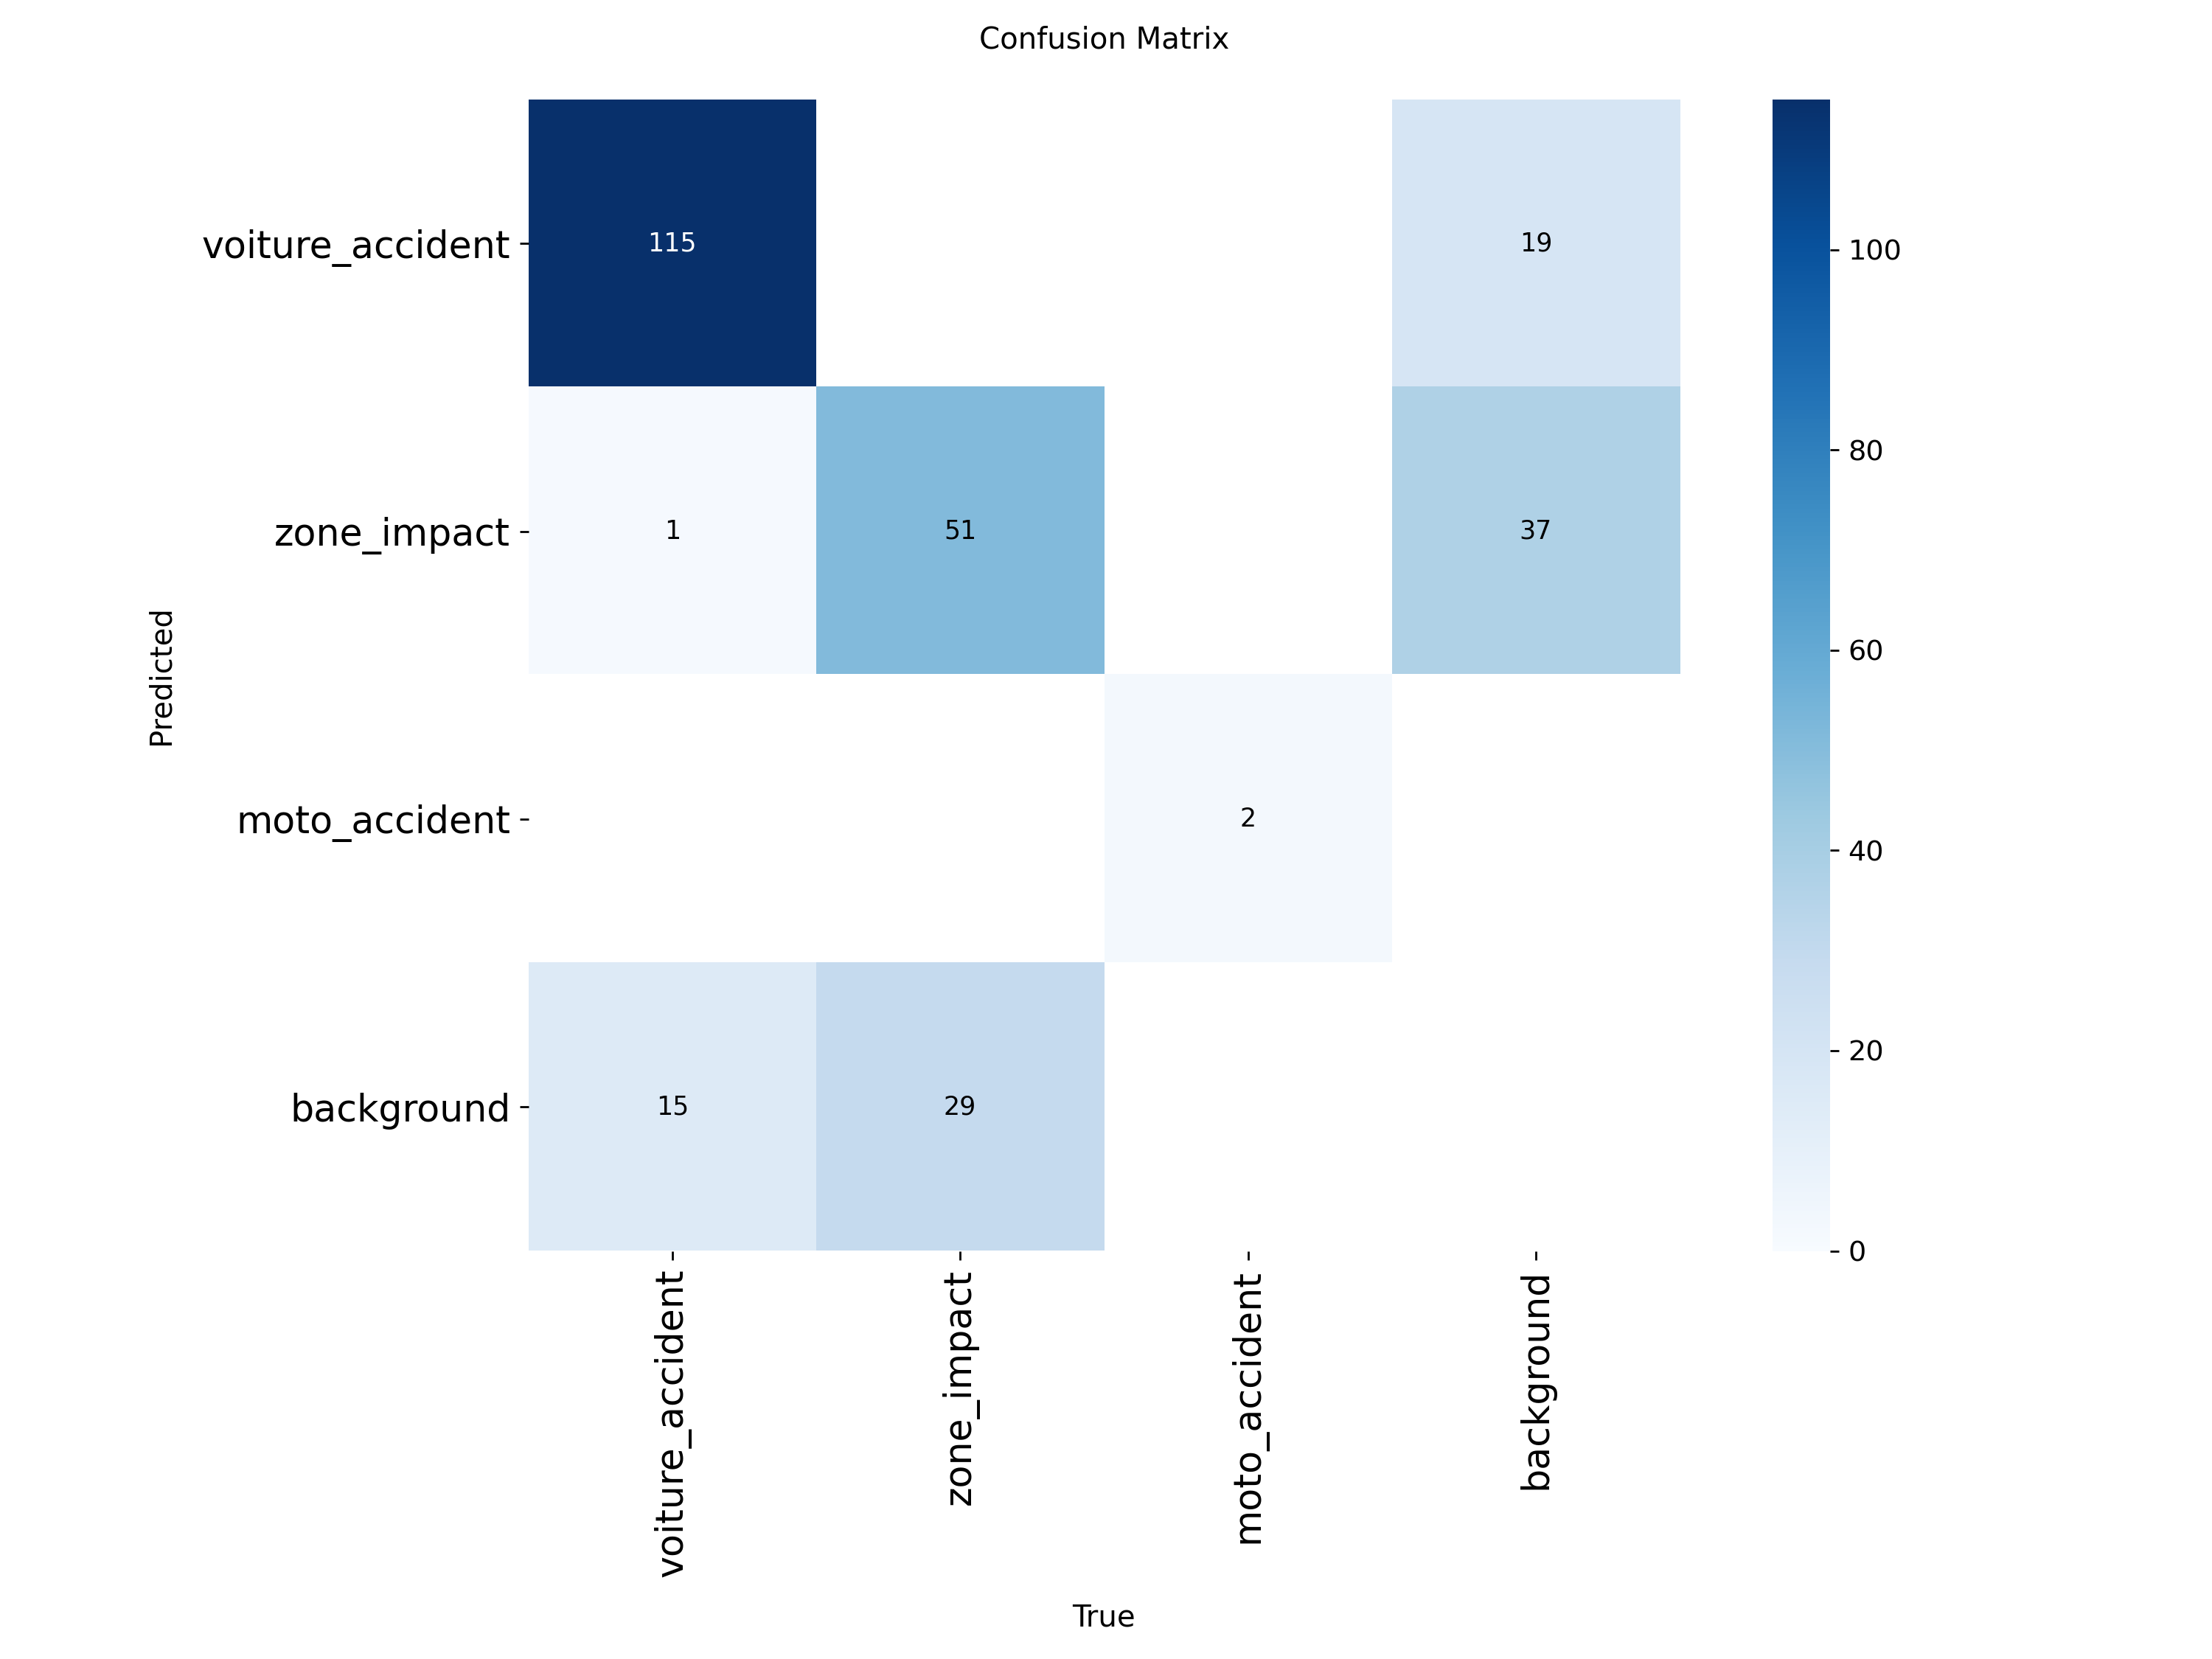 Confusion Matrix
voiture_accident
115
19
100
80
zone_impact
1
51
37
60
Predicted
moto_accident
2
40
background
15
29
20
0
voiture_accident
zone_impact
moto_accident
background
True